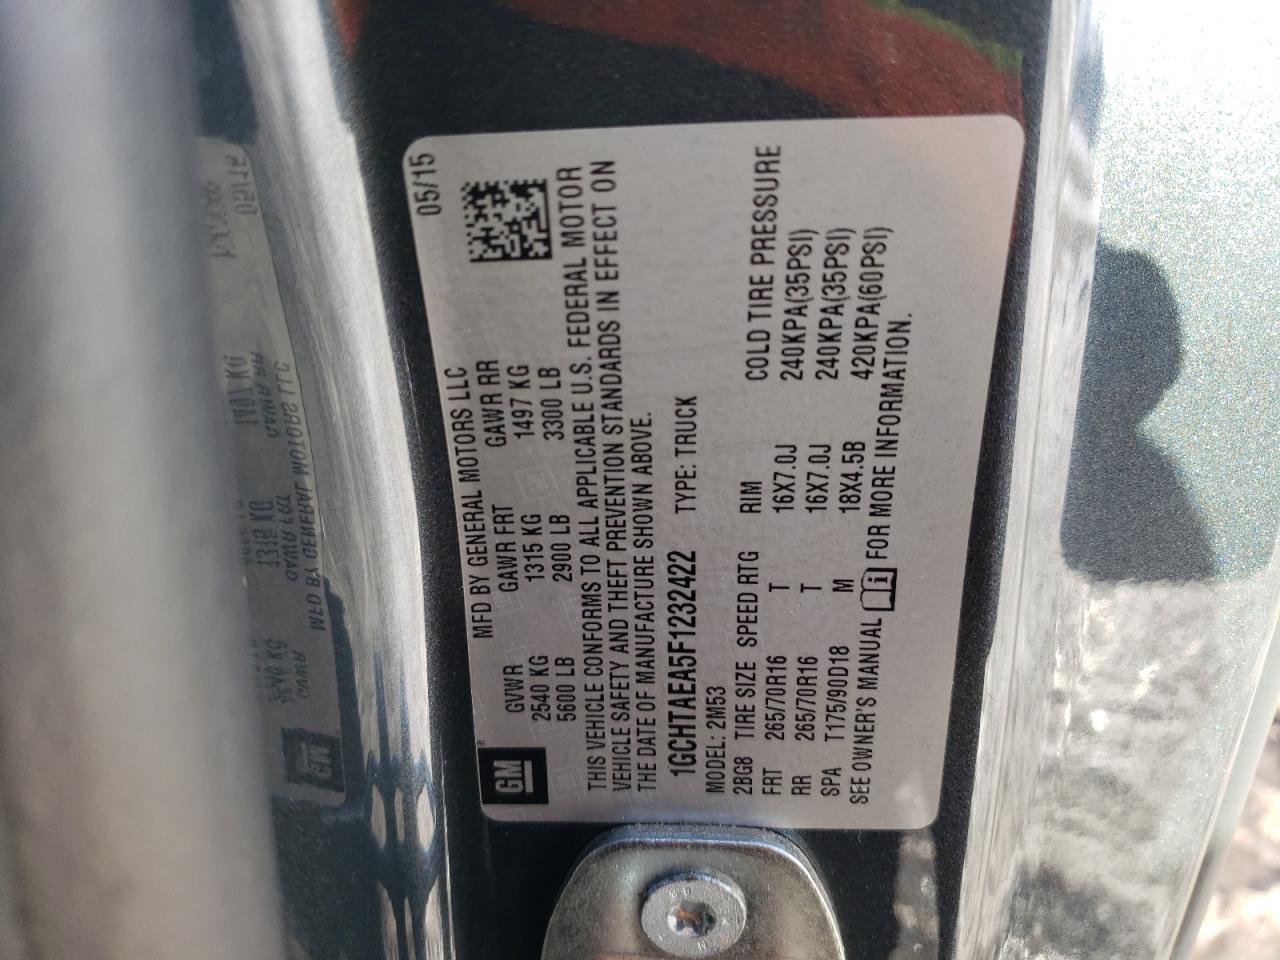 05/15
MFD BY GENERAL MOTORS LLC
GM
GVWR GAWR FRT GAWR RR
2540 KG 1315 KG 1497 KG
5600 LB 2900 LB 3300 LB
THIS VEHICLE CONFORMS TO ALL APPLICABLE U.S. FEDERAL MOTOR
VEHICLE SAFETY AND THEFT PREVENTION STANDARDS IN EFFECT ON
THE DATE OF MANUFACTURE SHOWN ABOVE.
1GCHTAEA5F1232422 TYPE: TRUCK
MODEL: 2M53
2BG8 TIRE SIZE SPEED RTG RIM COLD TIRE PRESSURE
FRT 265/70R16 T 16X7.0J 240KPA(35PSI)
RR 265/70R16 T 16X7.0J 240KPA(35PSI)
SPA T175/90D18 M 18X4.5B 420KPA(60PSI)
SEE OWNER'S MANUAL FOR MORE INFORMATION.